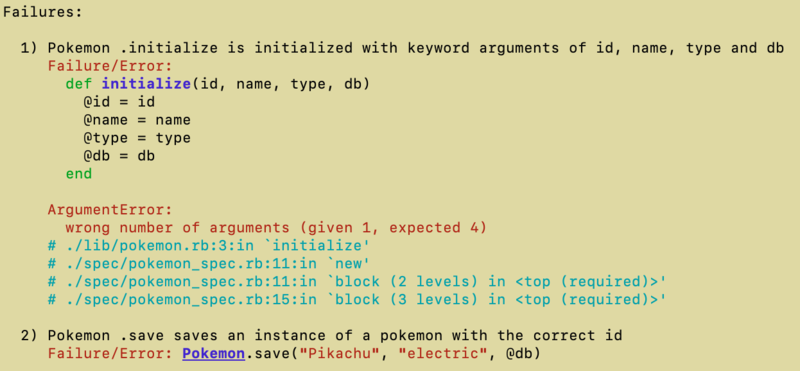 Failures:
1) Pokemon .initialize is initialized with keyword arguments of id, name, type and db
Failure/Error:
def initialize(id, name, type, db)
@id = id
@name = name
@type = type
@db = db
end
ArgumentError:
wrong number of arguments (given 1, expected 4)
# ./lib/pokemon.rb:3:in `initialize'
# ./spec/pokemon_spec.rb:11:in `new'
# ./spec/pokemon_spec.rb:11:in `block (2 levels) in <top (required)>'
# ./spec/pokemon_spec.rb:15:in `block (3 levels) in <top (required)>'
2) Pokemon .save saves an instance of a pokemon with the correct id
Failure/Error: Pokemon.save("Pikachu", "electric", @db)